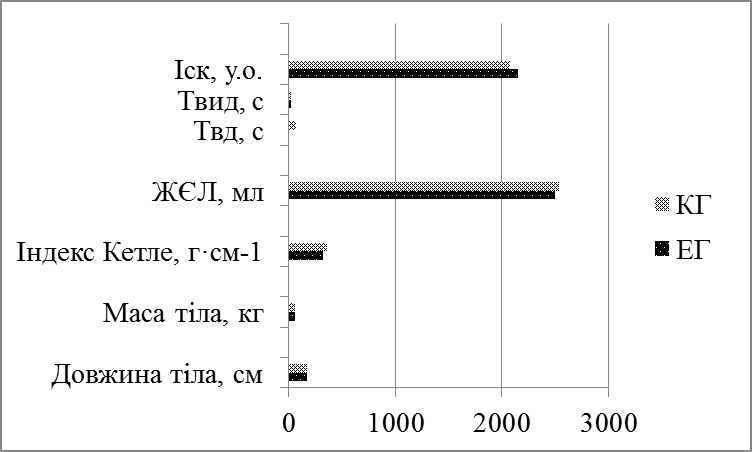 Іск, у.о.
Твид, с
Твд, с
ЖЄЛ, мл
Індекс Кетле, г·см-1
Маса тіла, кг
Довжина тіла, см
0 1000 2000 3000
КГ
ЕГ